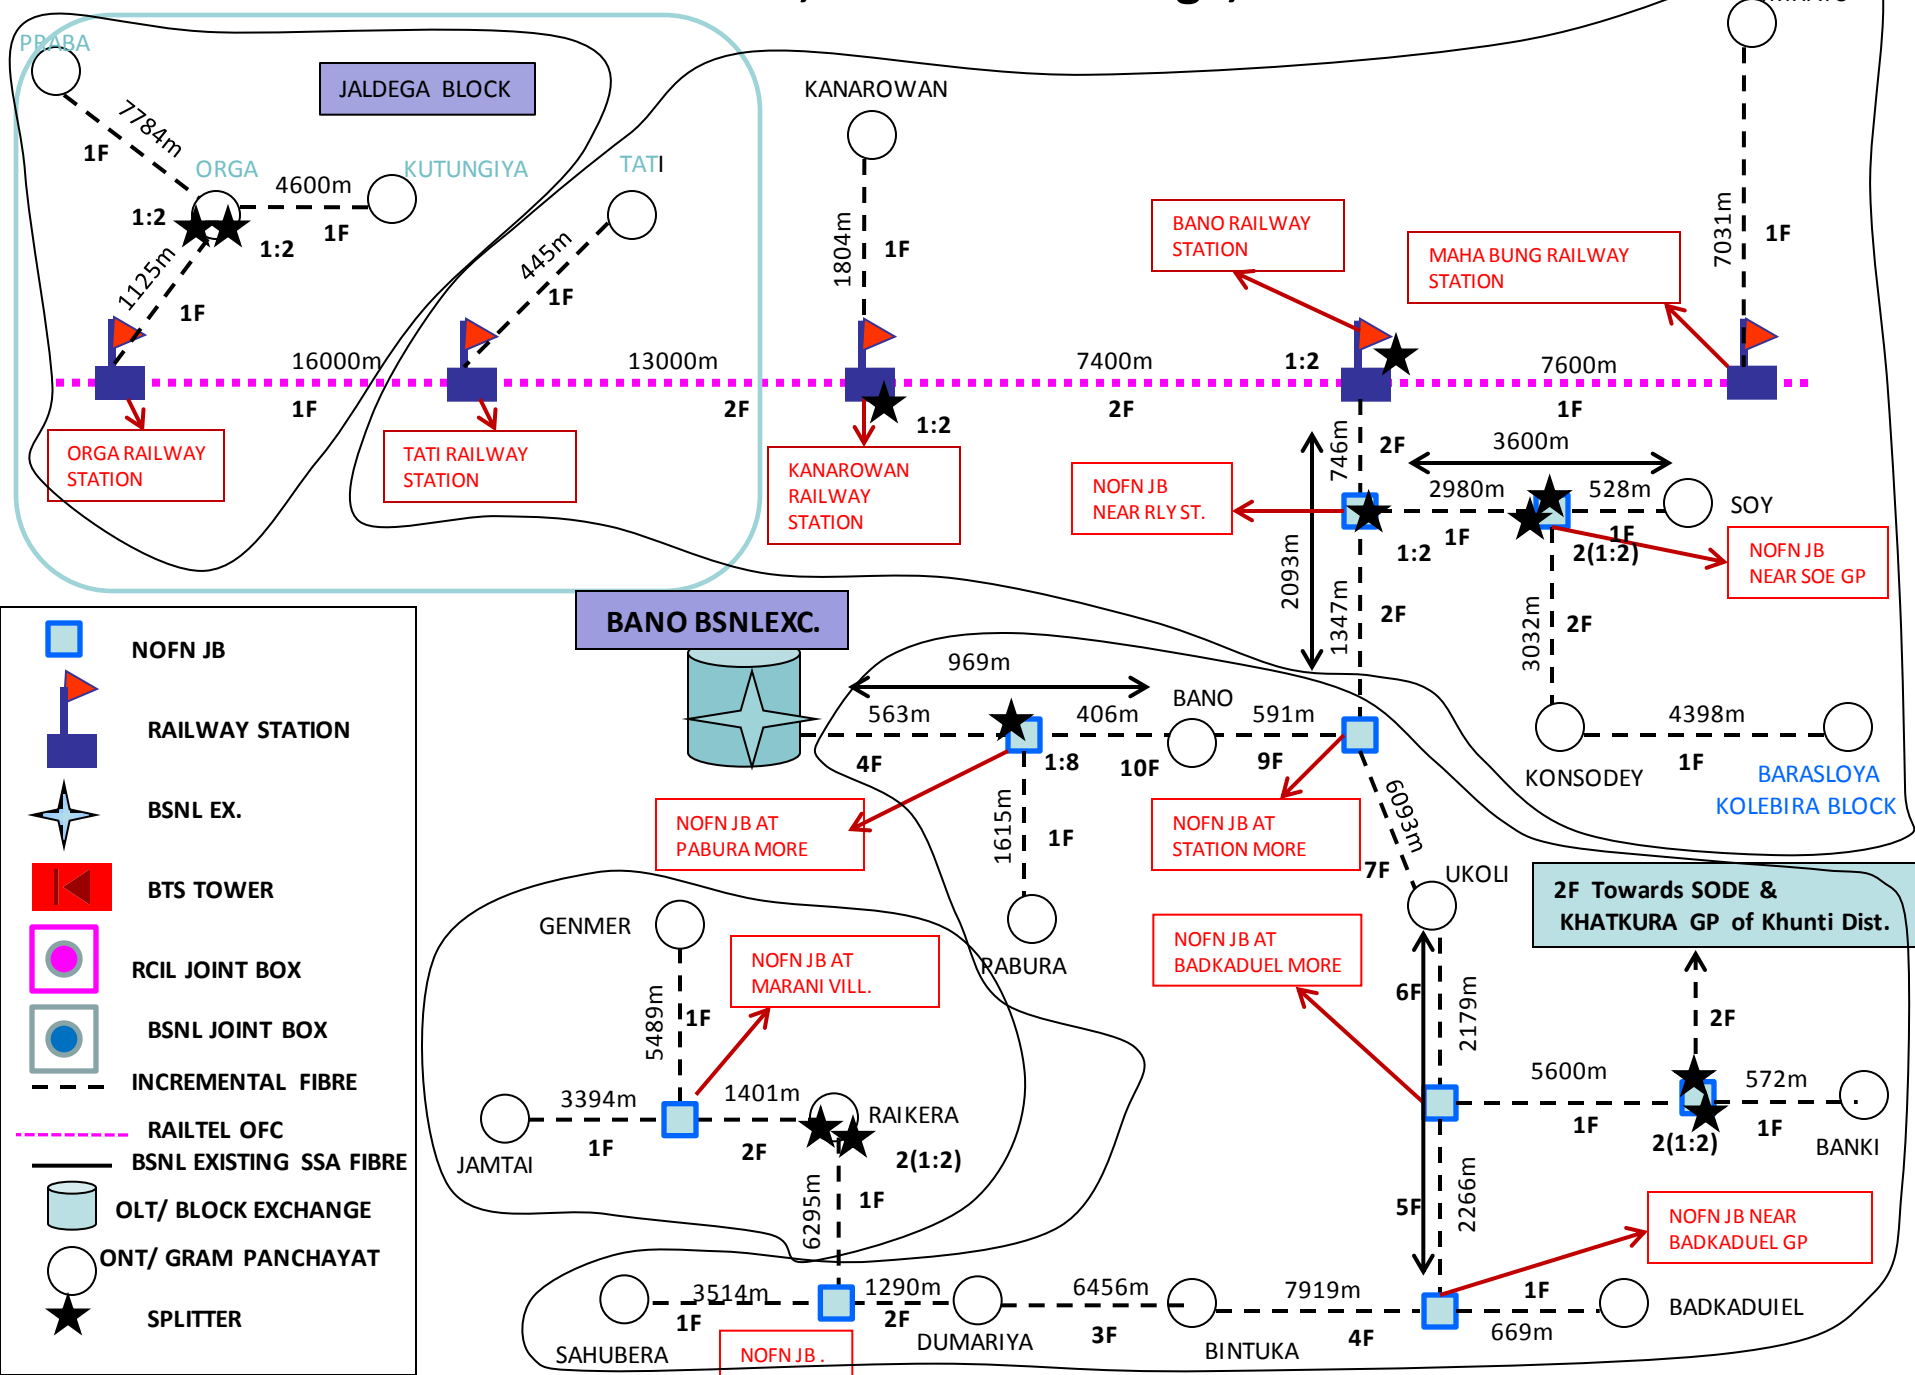 PRABA
JALDEGA BLOCK
KANAROWAN
7784m
1F
ORGA
KUTUNGIYA
TATI
4600m
1:2
1F
1:2
1125m
1F
445m
1F
1804m
1F
BANO RAILWAY
STATION
MAHA BUNG RAILWAY
STATION
7031m
1F
16000m
1F
13000m
2F
7400m
2F
1:2
7600m
1F
1:2
ORGA RAILWAY
STATION
TATI RAILWAY
STATION
KANAROWAN
RAILWAY
STATION
NOFN JB
NEAR RLY ST.
746m
2F
3600m
2980m
1F
528m
1F
SOY
1:2
2(1:2)
NOFN JB
NEAR SOE GP
2093m
1347m
2F
3032m
2F
BANO BSNLEXC.
969m
563m
4F
406m
10F
BANO
591m
9F
1:8
KONSODEY
4398m
1F
BARASLOYA
KOLEBIRA BLOCK
NOFN JB AT
PABURA MORE
1615m
1F
NOFN JB AT
STATION MORE
6093m
7F
UKOLI
2F Towards SODE &
KHATKURA GP of Khunti Dist.
GENMER
NOFN JB AT
MARANI VILL.
PABURA
NOFN JB AT
BADKADUEL MORE
5489m
1F
6F
2179m
2F
3394m
1F
1401m
2F
RAIKERA
2(1:2)
JAMTAI
5600m
1F
572m
1F
2(1:2)
BANKI
6295m
1F
5F
2266m
NOFN JB NEAR
BADKADUEL GP
3514m
1F
1290m
2F
6456m
3F
7919m
4F
1F
669m
BADKADUIEL
SAHUBERA
NOFN JB .
DUMARIYA
BINTUKA
NOFN JB
RAILWAY STATION
BSNL EX.
BTS TOWER
RCIL JOINT BOX
BSNL JOINT BOX
INCREMENTAL FIBRE
RAILTEL OFC
BSNL EXISTING SSA FIBRE
OLT/ BLOCK EXCHANGE
ONT/ GRAM PANCHAYAT
SPLITTER